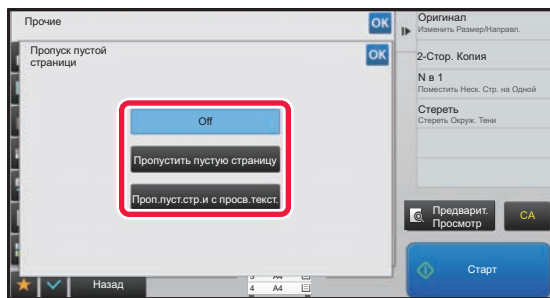 Прочие
OK
Пропуск пустой
страници
OK
Off
Пропустить пустую страницу
Проп.пуст.стр.и с просв.текст.
Назад
3 A4
4 A4
Оригинал
Изменить Размер/Направл.
2-Стор. Копия
N в 1
Поместить Неск. Стр. на Одной
Стереть
Стереть Окруж. Тени
Предварит.
Просмотр
CA
Старт